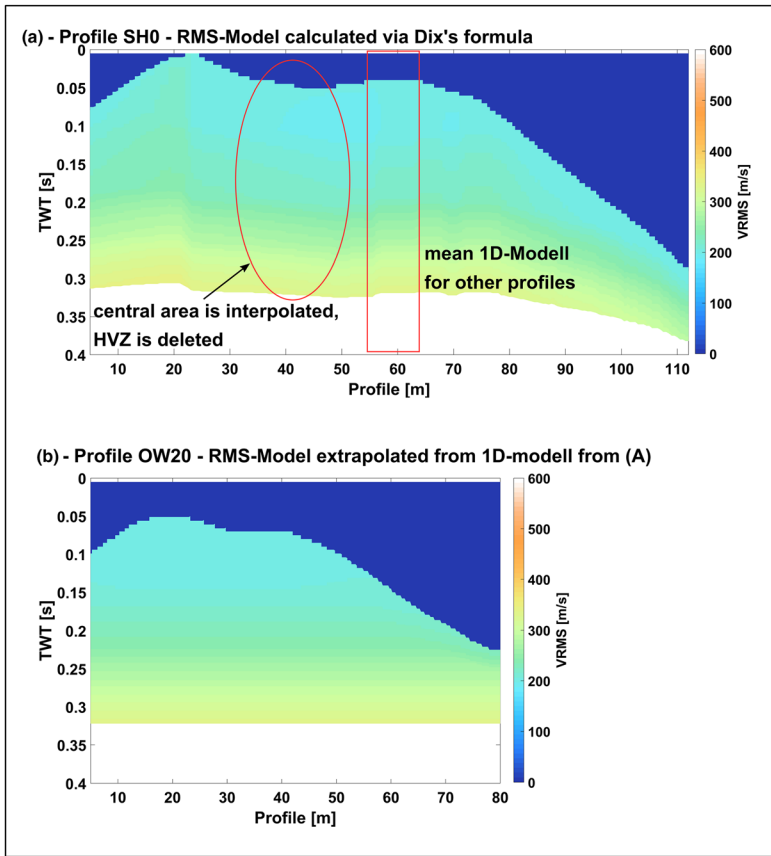 (a) - Profile SH0 - RMS-Model calculated via Dix's formula
0
0.05
0.1
0.15
0.2
0.25
0.3
0.35
0.4
TWT [s]
10 20 30 40 50 60 70 80 90 100 110
Profile [m]
central area is interpolated,
HVZ is deleted
mean 1D-Modell
for other profiles
600
500
400
300
200
100
0
VRMS [m/s]
(b) - Profile OW20 - RMS-Model extrapolated from 1D-modell from (A)
0
0.05
0.1
0.15
0.2
0.25
0.3
0.35
0.4
TWT [s]
10 20 30 40 50 60 70 80
Profile [m]
600
500
400
300
200
100
0
VRMS [m/s]